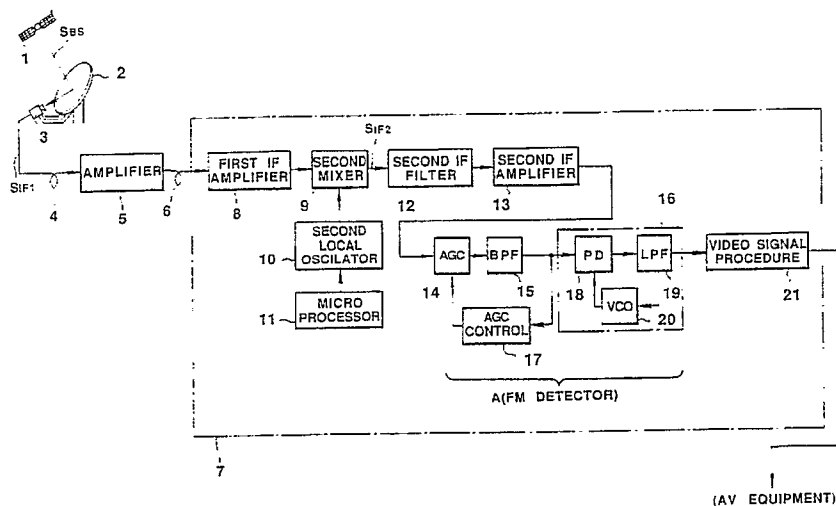 SBS
1
2
3
SIF1
4
AMPLIFIER
5
6
FIRST IF
AMPLIFIER
8
SECOND
MIXER
9
SIF2
SECOND IF
FILTER
12
SECOND IF
AMPLIFIER
13
SECOND
LOCAL
OSCILATOR
10
MICRO
PROCESSOR
11
AGC
14
BPF
15
16
PD
18
LPF
19
VCO
20
VIDEO SIGNAL
PROCEDURE
21
AGC
CONTROL
17
A(FM DETECTOR)
7
(AV EQUIPMENT)